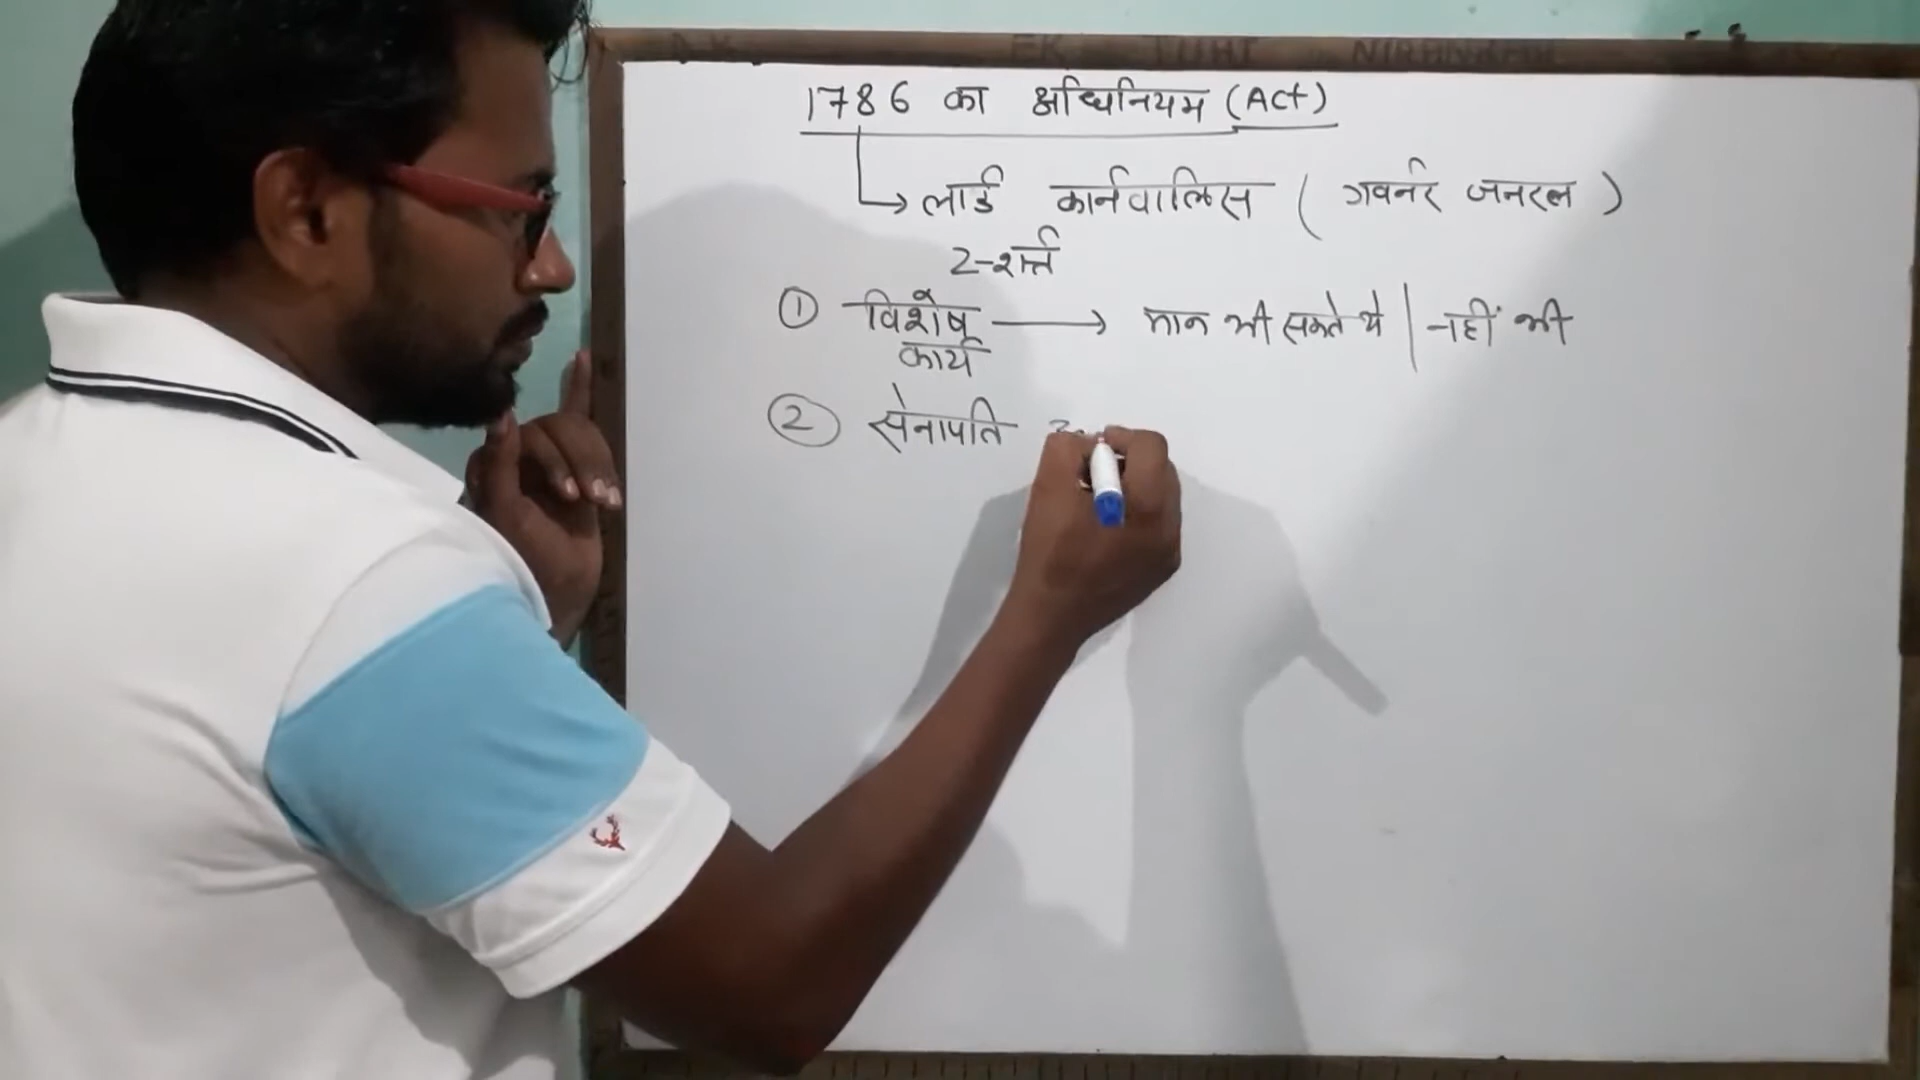 1786 का अधिनियम (Act)
लार्ड कार्नवालिस ( गवर्नर जनरल )
2-शर्त्त
① विशेष → मान भी सकते थे | नहीं भी
कार्य
② सेनापति